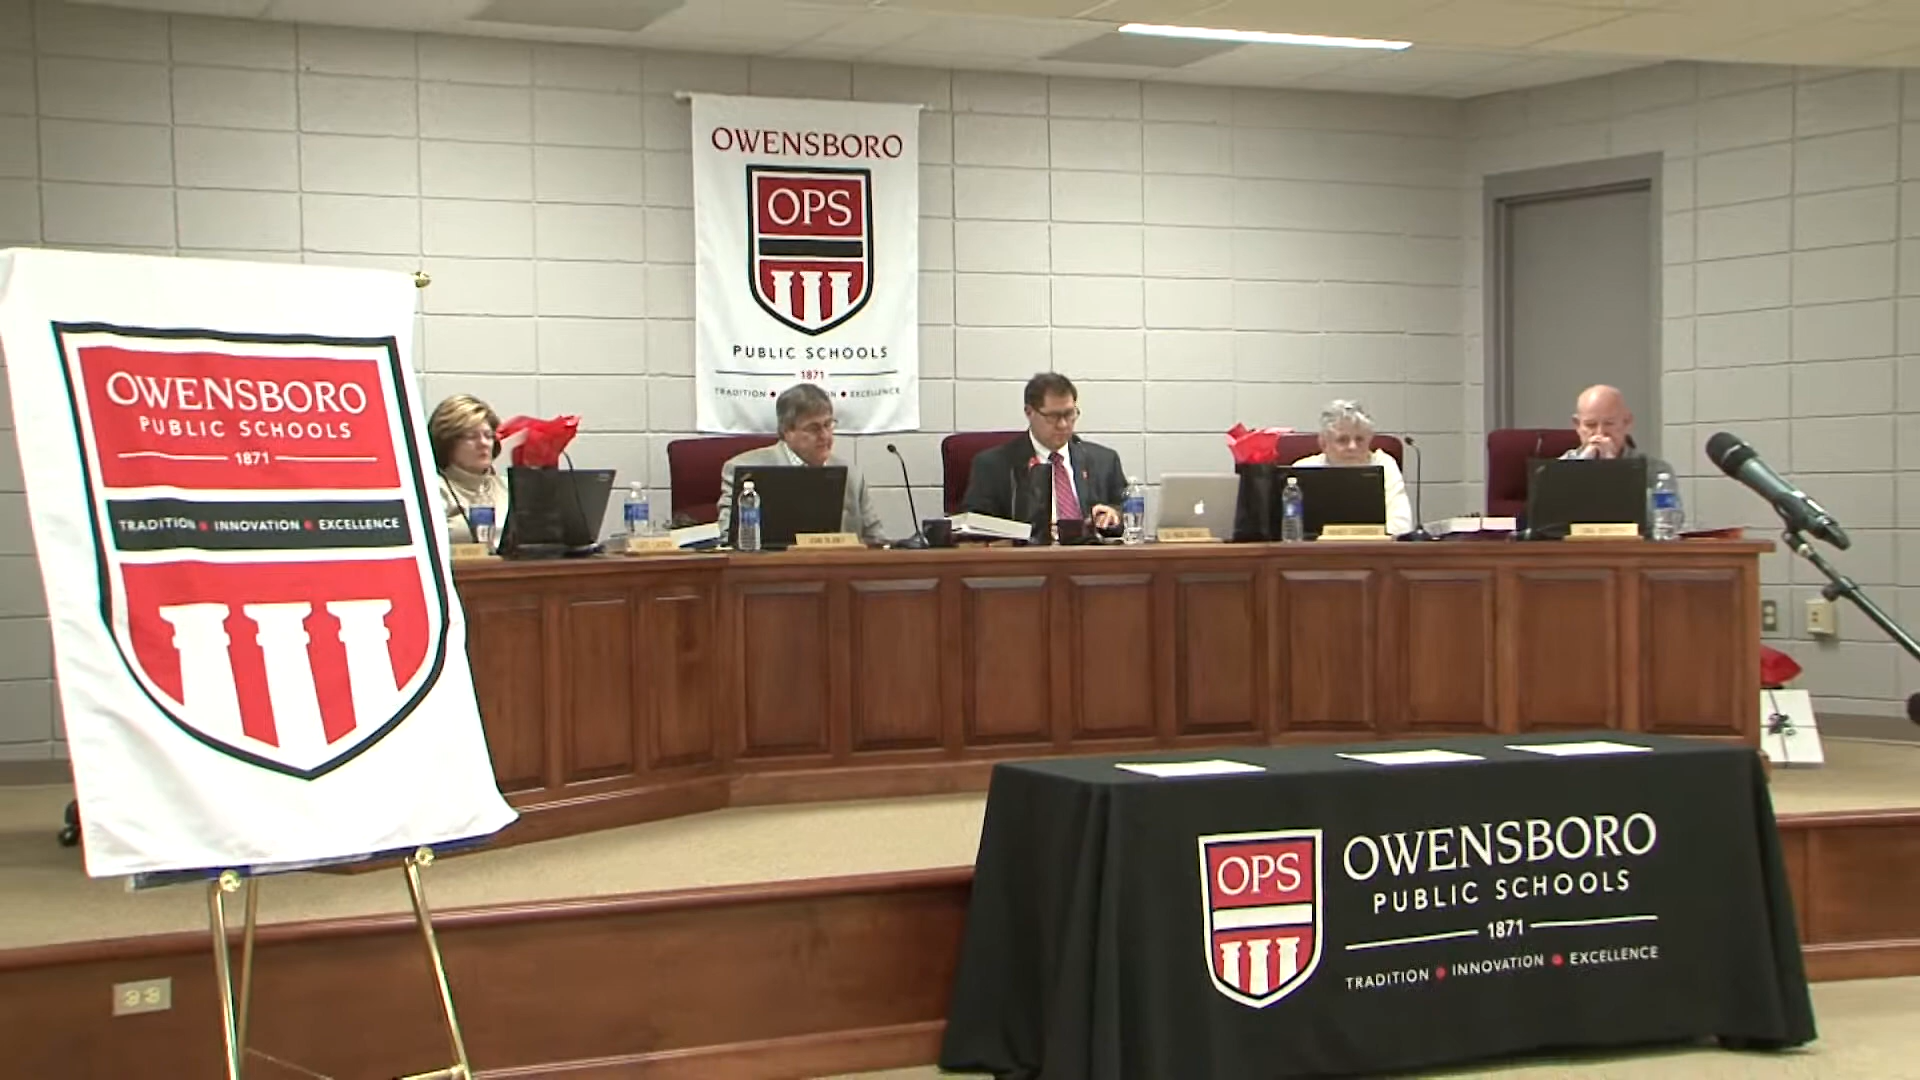 OWENSBORO
OPS
PUBLIC SCHOOLS
1871
TRADITION EXCELLENCE
OWENSBORO
PUBLIC SCHOOLS
1871
TRADITION • INNOVATION • EXCELLENCE
OPS
OWENSBORO
PUBLIC SCHOOLS
1871
TRADITION • INNOVATION • EXCELLENCE